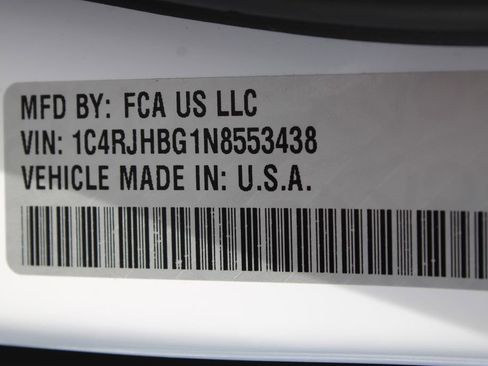 MFD BY: FCA US LLC
VIN: 1C4RJHBG1N8553438
VEHICLE MADE IN: U.S.A.